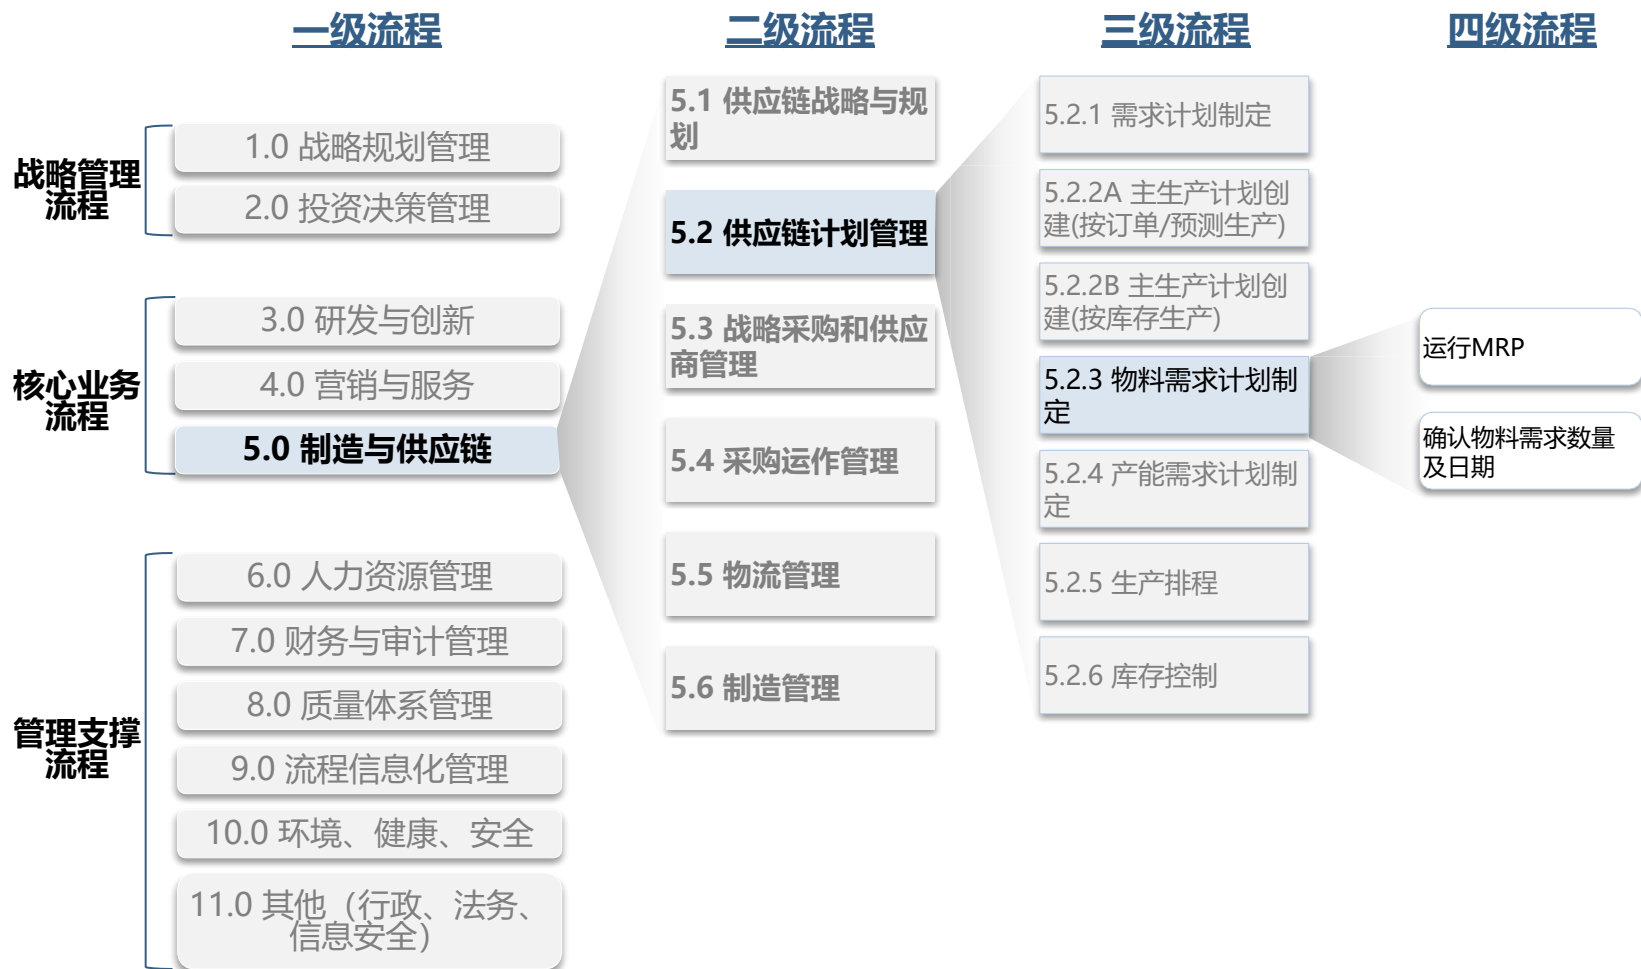 一级流程
二级流程
三级流程
四级流程
战略管理
流程
1.0 战略规划管理
2.0 投资决策管理
核心业务
流程
3.0 研发与创新
4.0 营销与服务
5.0 制造与供应链
管理支撑
流程
6.0 人力资源管理
7.0 财务与审计管理
8.0 质量体系管理
9.0 流程信息化管理
10.0 环境、健康、安全
11.0 其他（行政、法务、
信息安全）
5.1 供应链战略与规
划
5.2 供应链计划管理
5.3 战略采购和供应
商管理
5.4 采购运作管理
5.5 物流管理
5.6 制造管理
5.2.1 需求计划制定
5.2.2A 主生产计划创
建(按订单/预测生产)
5.2.2B 主生产计划创
建(按库存生产)
5.2.3 物料需求计划制
定
5.2.4 产能需求计划制
定
5.2.5 生产排程
5.2.6 库存控制
运行MRP
确认物料需求数量
及日期